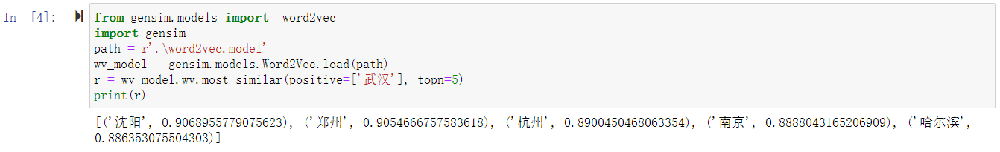 In [4]:
from gensim.models import  word2vec
import gensim
path = r'.\word2vec.model'
wv_model = gensim.models.Word2Vec.load(path)
r = wv_model.wv.most_similar(positive=['武汉'], topn=5)
print(r)
[('沈阳', 0.9068955779075623), ('郑州', 0.9054666757583618), ('杭州', 0.8900450468063354), ('南京', 0.8888043165206909), ('哈尔滨',
0.886353075504303)]